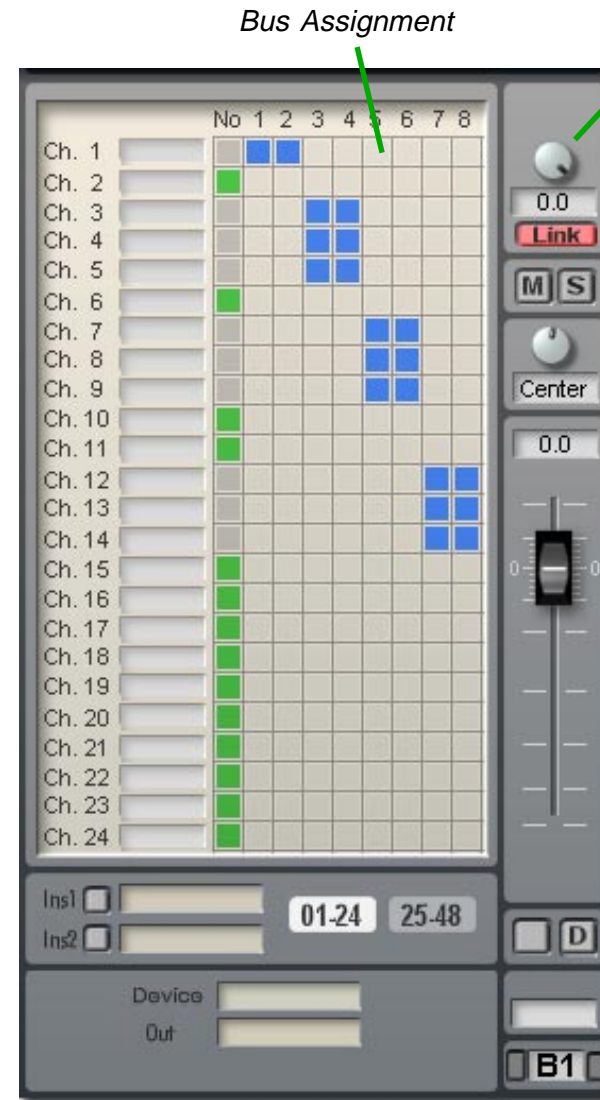 Bus Assignment
No 1 2 3 4 5 6 7 8
Ch. 1
Ch. 2
Ch. 3
Ch. 4
Ch. 5
Ch. 6
Ch. 7
Ch. 8
Ch. 9
Ch. 10
Ch. 11
Ch. 12
Ch. 13
Ch. 14
Ch. 15
Ch. 16
Ch. 17
Ch. 18
Ch. 19
Ch. 20
Ch. 21
Ch. 22
Ch. 23
Ch. 24
Ins1
Ins2
01-24 25-48
Device
Out
0.0
Link
M S
Center
0.0
0 0
D
B1